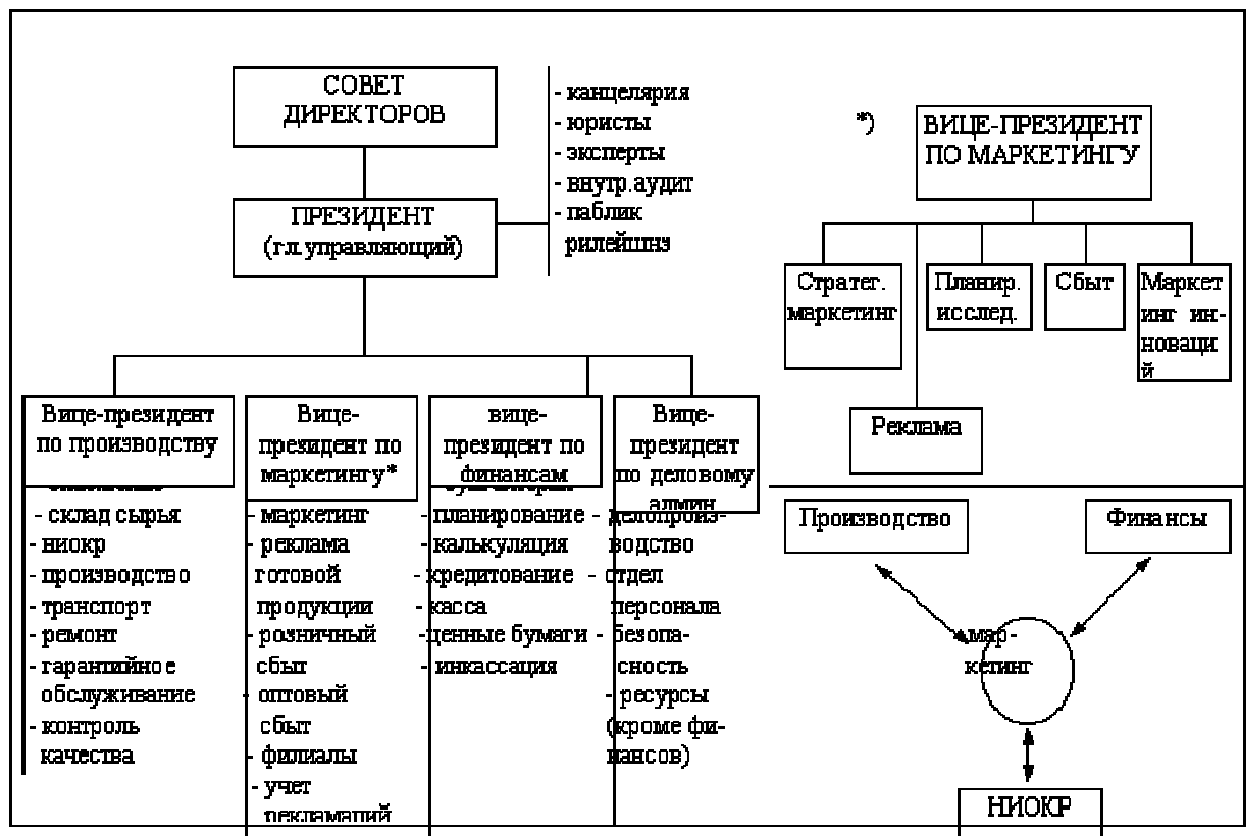 СОВЕТ
ДИРЕКТОРОВ
ПРЕЗИДЕНТ
(гл.управляющий)
- канцелярия
- юристы
- эксперты
- внутр.аудит
- паблик
рилейшнз
Вице-президент
по производству
- склад сырья
- ниокр
- производство
- транспорт
- ремонт
- гарантийное
обслуживание
- контроль
качества
Вице-
президент по
маркетингу*
- маркетинг
- реклама
готовой
продукции
- розничный
сбыт
- оптовый
сбыт
- филиалы
- учет
рекламаций
вице-
президент по
финансам
- планирование
- калькуляция
- кредитование
- касса
- ценные бумаги
- инкассация
Вице-
президент
по деловому
админ
- делопроиз-
водство
- отдел
персонала
- безопа-
сность
- ресурсы
(кроме фи-
нансов)
*)
ВИЦЕ-ПРЕЗИДЕНТ
ПО МАРКЕТИНГУ
Стратег.
маркетинг
Планир.
исслед.
Сбыт
Маркет
инг ин-
новаци
й
Реклама
Производство
Финансы
мар-
кетинг
НИОКР